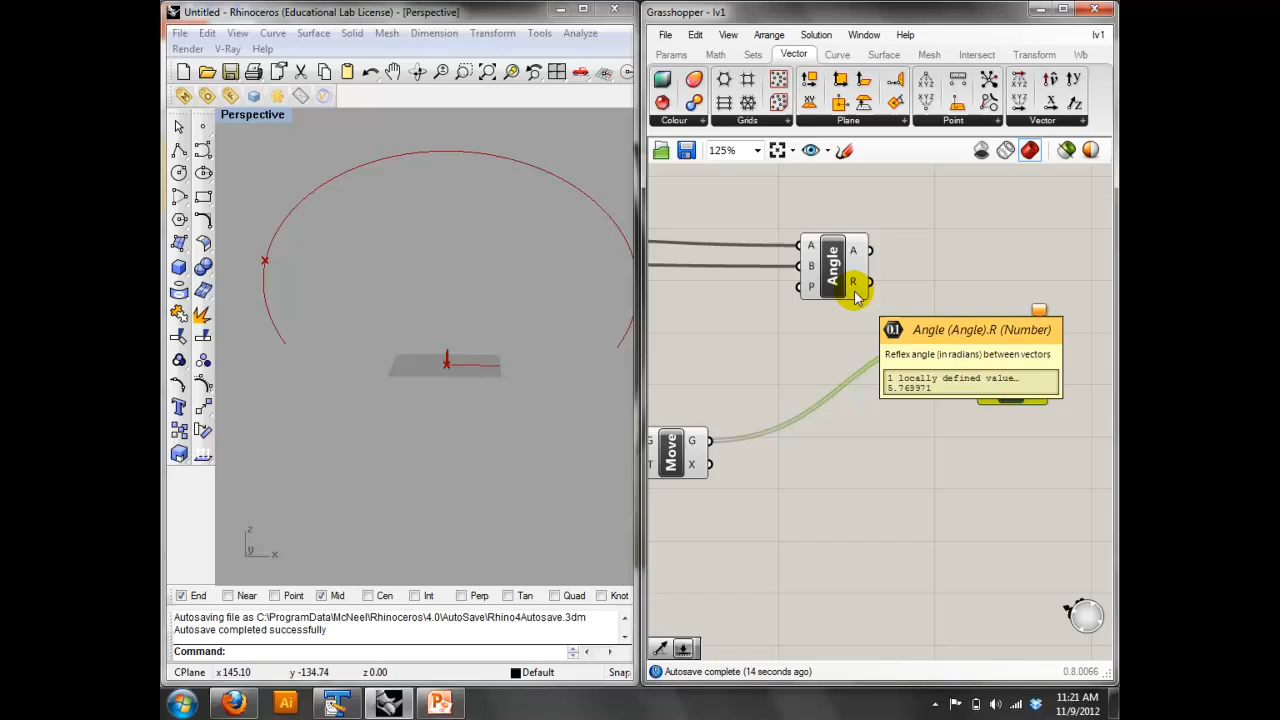 Untitled - Rhinoceros (Educational Lab License) - [Perspective]
File Edit View Curve Surface Solid Mesh Dimension Transform Tools Analyze
Render V-Ray Help
Perspective
z
y x
End Near Point Mid Cen Int Perp Tan Quad Knot
Autosaving file as C:\ProgramData\McNeel\Rhinoceros\4.0\AutoSave\Rhino4Autosave.3dm
Autosave completed successfully
Command:
CPlane x 145.10 y -134.74 z 0.00 Default Snap
Grasshopper - lv1
File Edit View Arrange Solution Window Help lv1
Params Math Sets Vector Curve Surface Mesh Intersect Transform Wb
Colour Grids Plane Point Vector
125%
A
B
P
Angle
A
R
Angle (Angle).R (Number)
Reflex angle (in radians) between vectors
1 locally defined value...
5.769971
G
T
Move
G
X
Autosave complete (14 seconds ago) 0.8.0066
Ai
11:21 AM
11/9/2012